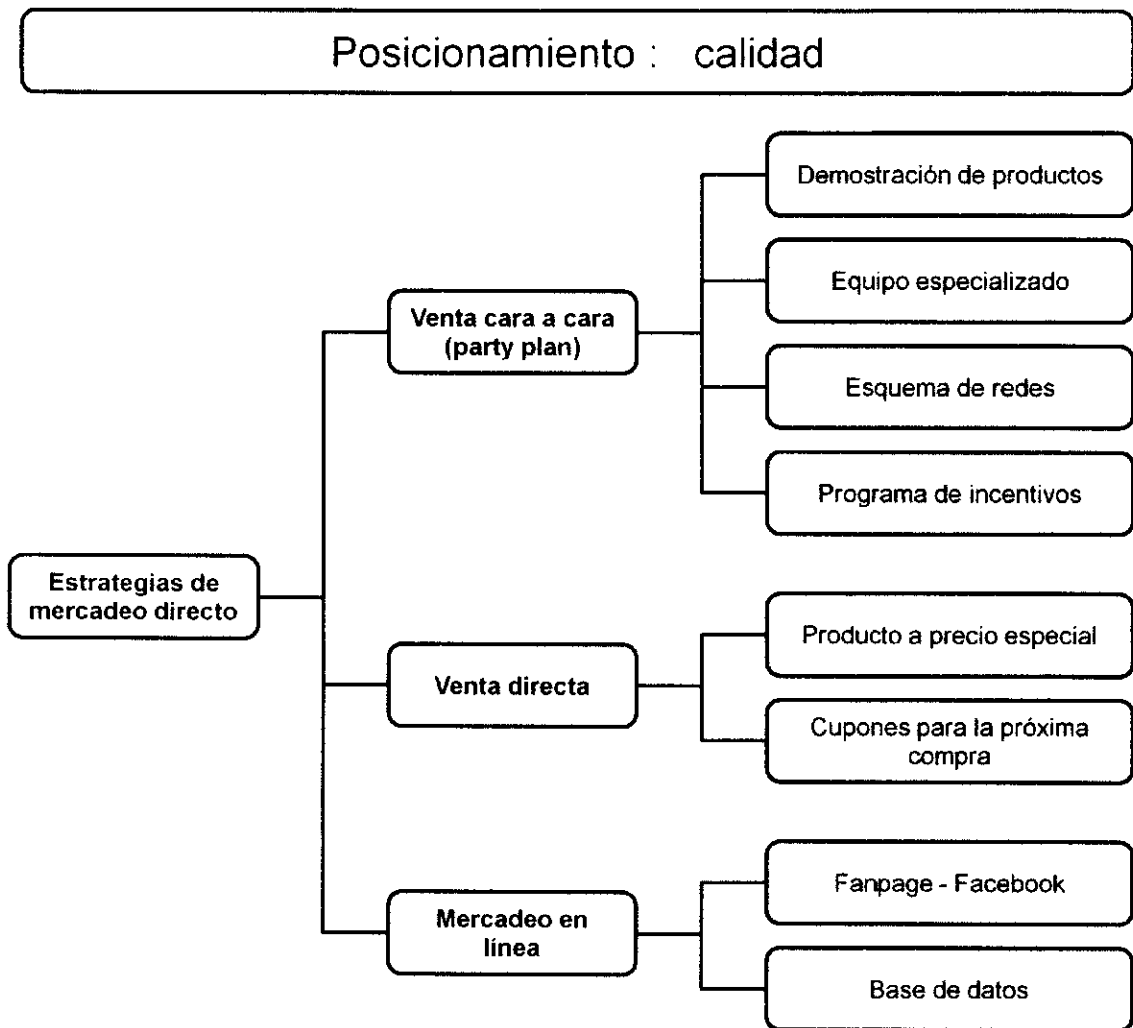 Posicionamiento : calidad
Demostración de productos
Equipo especializado
Venta cara a cara
(party plan)
Esquema de redes
Programa de incentivos
Estrategias de
mercadeo directo
Producto a precio especial
Venta directa
Cupones para la próxima
compra
Fanpage - Facebook
Mercadeo en
línea
Base de datos